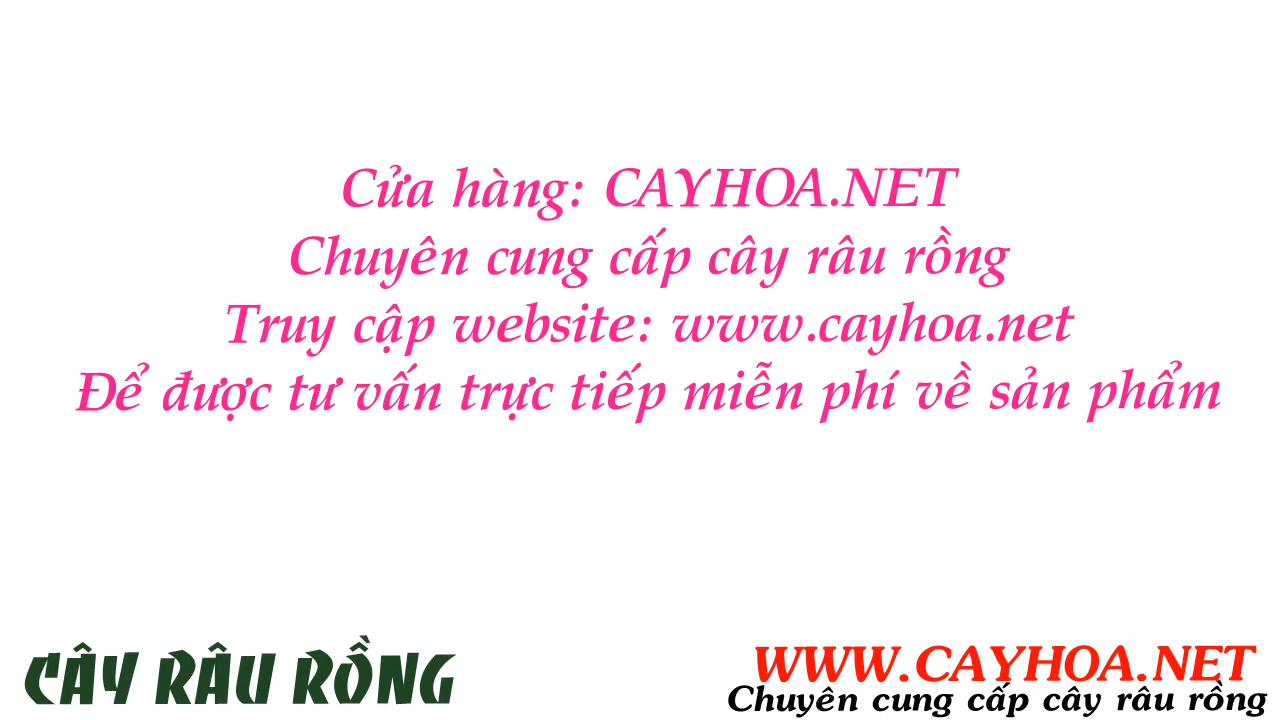 Cửa hàng: CAYHOA.NET
Chuyên cung cấp cây râu rồng
Truy cập website: www.cayhoa.net
Để được tư vấn trực tiếp miễn phí về sản phẩm
CÂY RÂU RỒNG
WWW.CAYHOA.NET
Chuyên cung cấp cây râu rồng